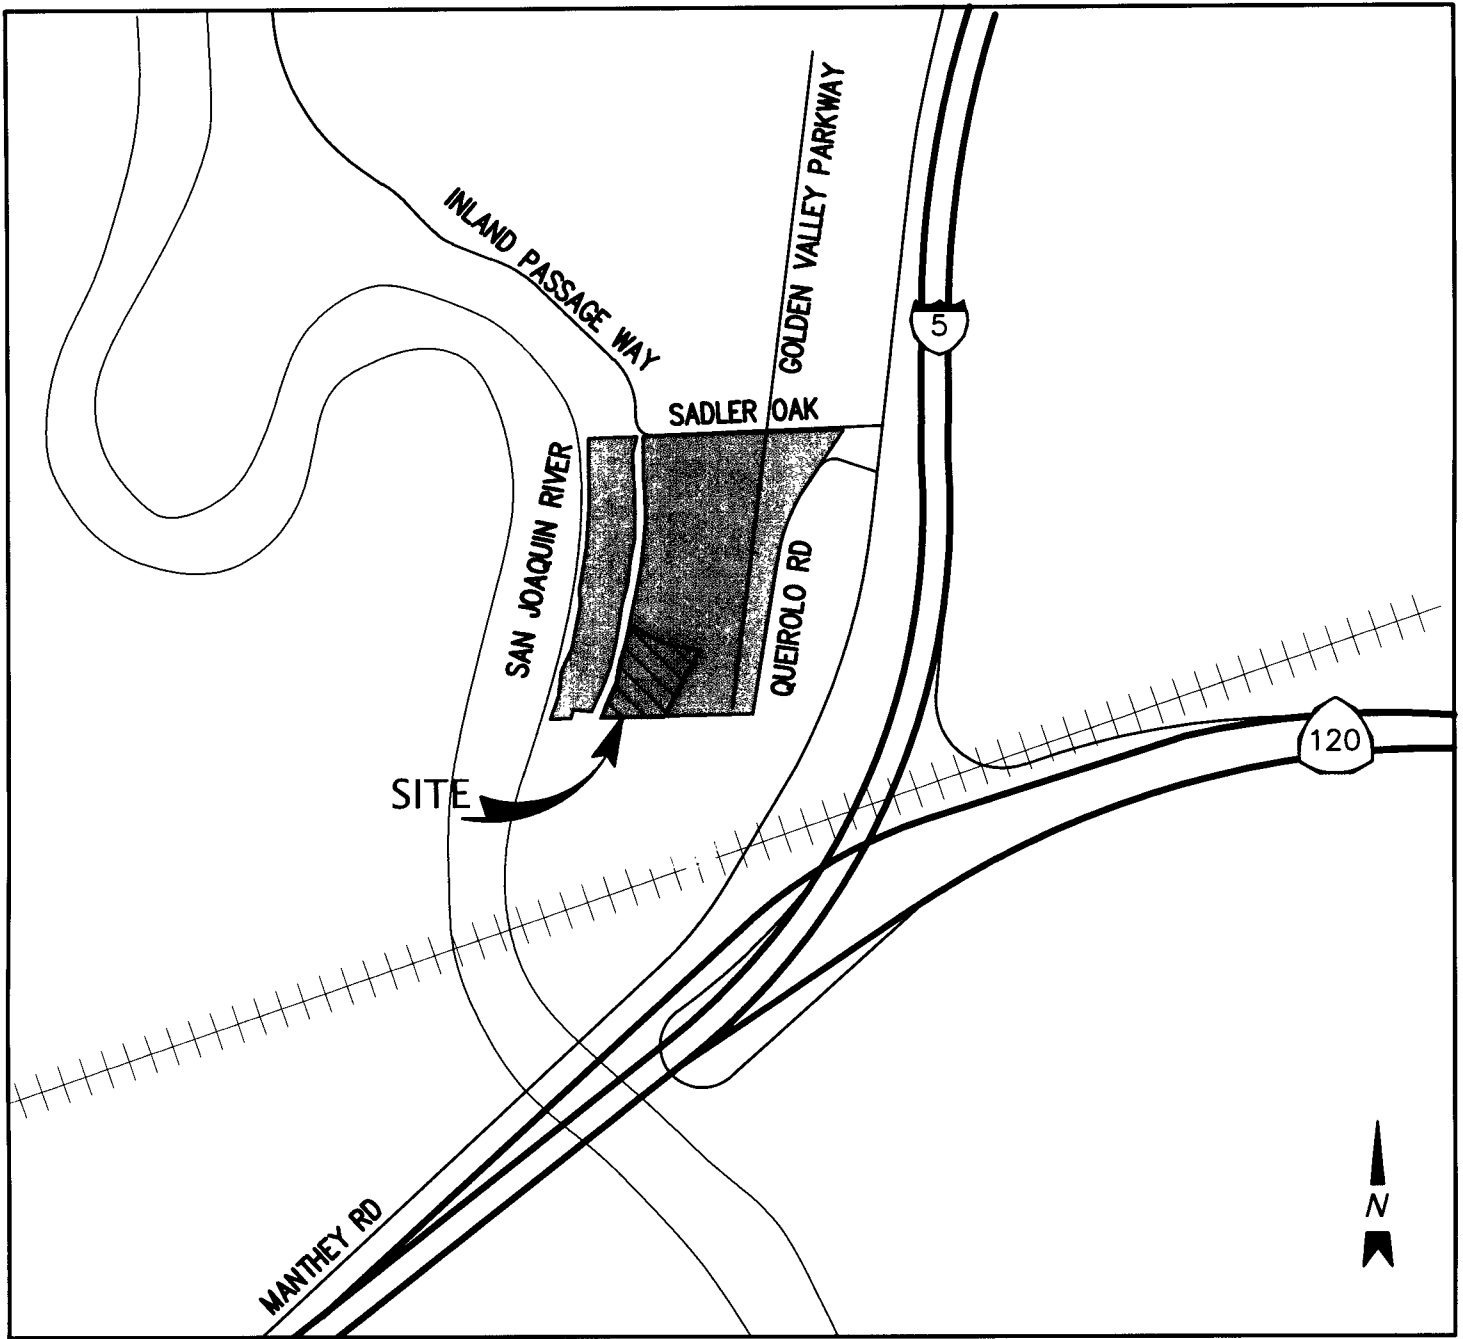 INLAND PASSAGE WAY
GOLDEN VALLEY PARKWAY
5
SADLER OAK
SAN JOAQUIN RIVER
QUEIROLO RD
120
SITE
MANTHEY RD
N